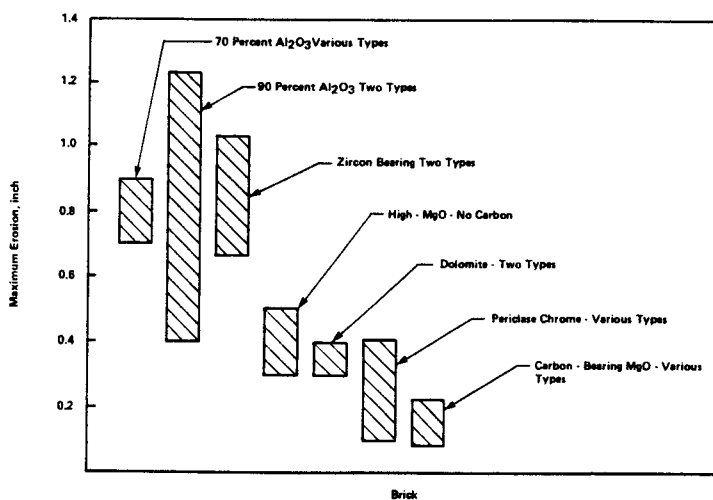 1.4
70 Percent Al₂O₃ Various Types
1.2
90 Percent Al₂O₃ Two Types
1.0
Zircon Bearing Two Types
0.8
High - MgO - No Carbon
Dolomite - Two Types
0.6
Periclase Chrome - Various Types
0.4
Carbon - Bearing MgO - Various
Types
0.2
Maximum Erosion, inch
Brick